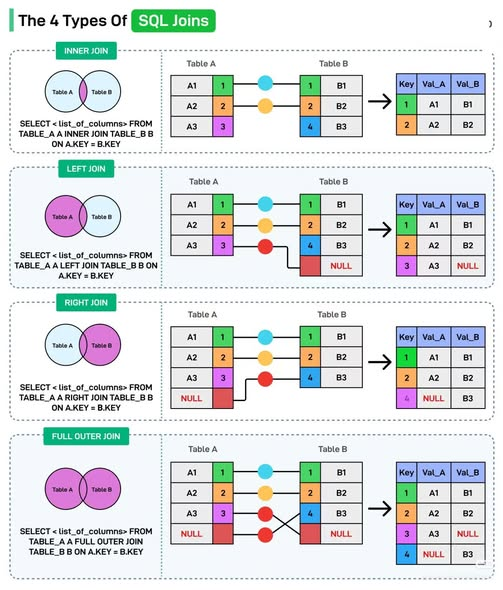 The 4 Types Of SQL Joins
INNER JOIN
Table A Table B
SELECT < list_of_columns> FROM
TABLE_A A INNER JOIN TABLE_B B
ON A.KEY = B.KEY
Table A Table B
A1 1 1 B1
A2 2 2 B2
A3 3 4 B3
Key Val_A Val_B
1 A1 B1
2 A2 B2
LEFT JOIN
Table A Table B
SELECT < list_of_columns> FROM
TABLE_A A LEFT JOIN TABLE_B B ON
A.KEY = B.KEY
Table A Table B
A1 1 1 B1
A2 2 2 B2
A3 3 4 B3
NULL
Key Val_A Val_B
1 A1 B1
2 A2 B2
3 A3 NULL
RIGHT JOIN
Table A Table B
SELECT < list_of_columns> FROM
TABLE_A A RIGHT JOIN TABLE_B B
ON A.KEY = B.KEY
Table A Table B
A1 1 1 B1
A2 2 2 B2
A3 3 4 B3
NULL
Key Val_A Val_B
1 A1 B1
2 A2 B2
4 NULL B3
FULL OUTER JOIN
Table A Table B
SELECT < list_of_columns> FROM
TABLE_A A FULL OUTER JOIN
TABLE_B B ON A.KEY = B.KEY
Table A Table B
A1 1 1 B1
A2 2 2 B2
A3 3 4 B3
NULL NULL
Key Val_A Val_B
1 A1 B1
2 A2 B2
3 A3 NULL
4 NULL B3